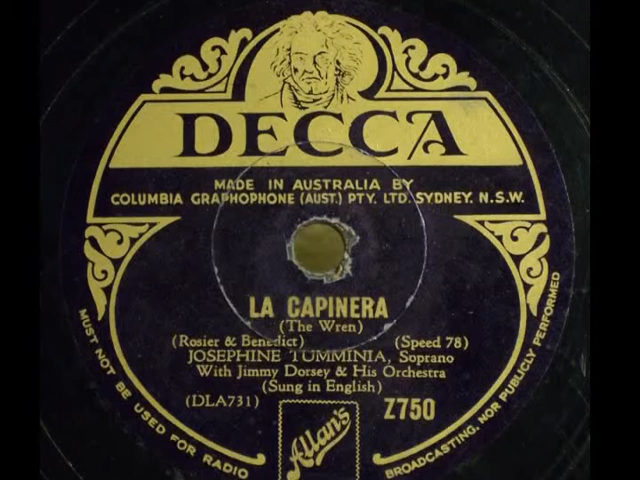 DECCA
MADE IN AUSTRALIA BY
COLUMBIA GRAPHOPHONE (AUST.) PTY. LTD. SYDNEY. N.S.W.
LA CAPINERA
(The Wren)
(Rosier & Benedict) (Speed 78)
JOSEPHINE TUMMINIA, Soprano
With Jimmy Dorsey & His Orchestra
(Sung in English)
(DLA731) Z750
Allan's
MUST NOT BE USED FOR RADIO
BROADCASTING, NOR PUBLICLY PERFORMED